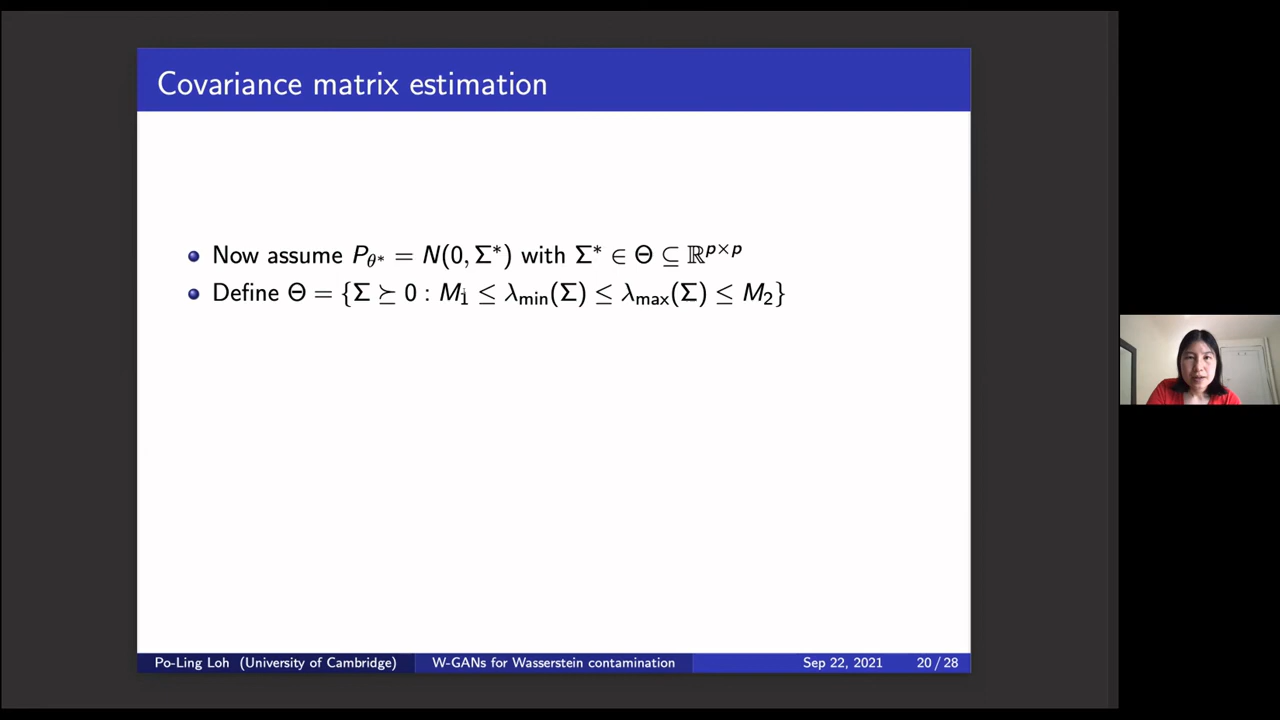 Covariance matrix estimation
Now assume P_{θ*} = N(0, Σ*) with Σ* ∈ Θ ⊆ ℝ^{p×p}
Define Θ = {Σ ⪰ 0 : M₁ ≤ λ_min(Σ) ≤ λ_max(Σ) ≤ M₂}
Po-Ling Loh (University of Cambridge) W-GANs for Wasserstein contamination Sep 22, 2021 20 / 28